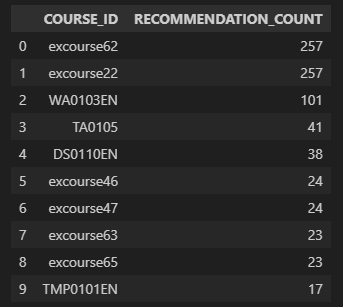 COURSE_ID RECOMMENDATION_COUNT
0 excourse62 257
1 excourse22 257
2 WA0103EN 101
3 TA0105 41
4 DS0110EN 38
5 excourse46 24
6 excourse47 24
7 excourse63 23
8 excourse65 23
9 TMP0101EN 17